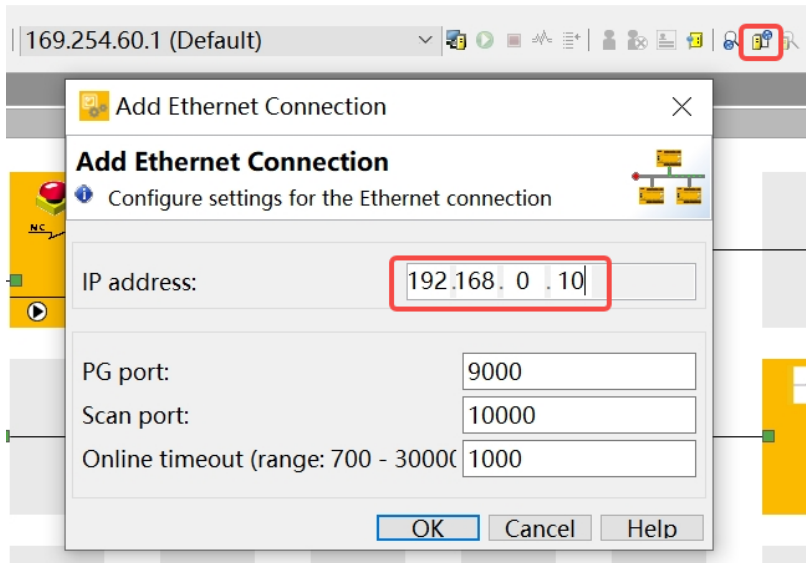 169.254.60.1 (Default)
Add Ethernet Connection
Add Ethernet Connection
Configure settings for the Ethernet connection
NC
IP address:
192.168. 0 . 10
PG port:
9000
Scan port:
10000
Online timeout (range: 700 - 30000
1000
OK
Cancel
Help